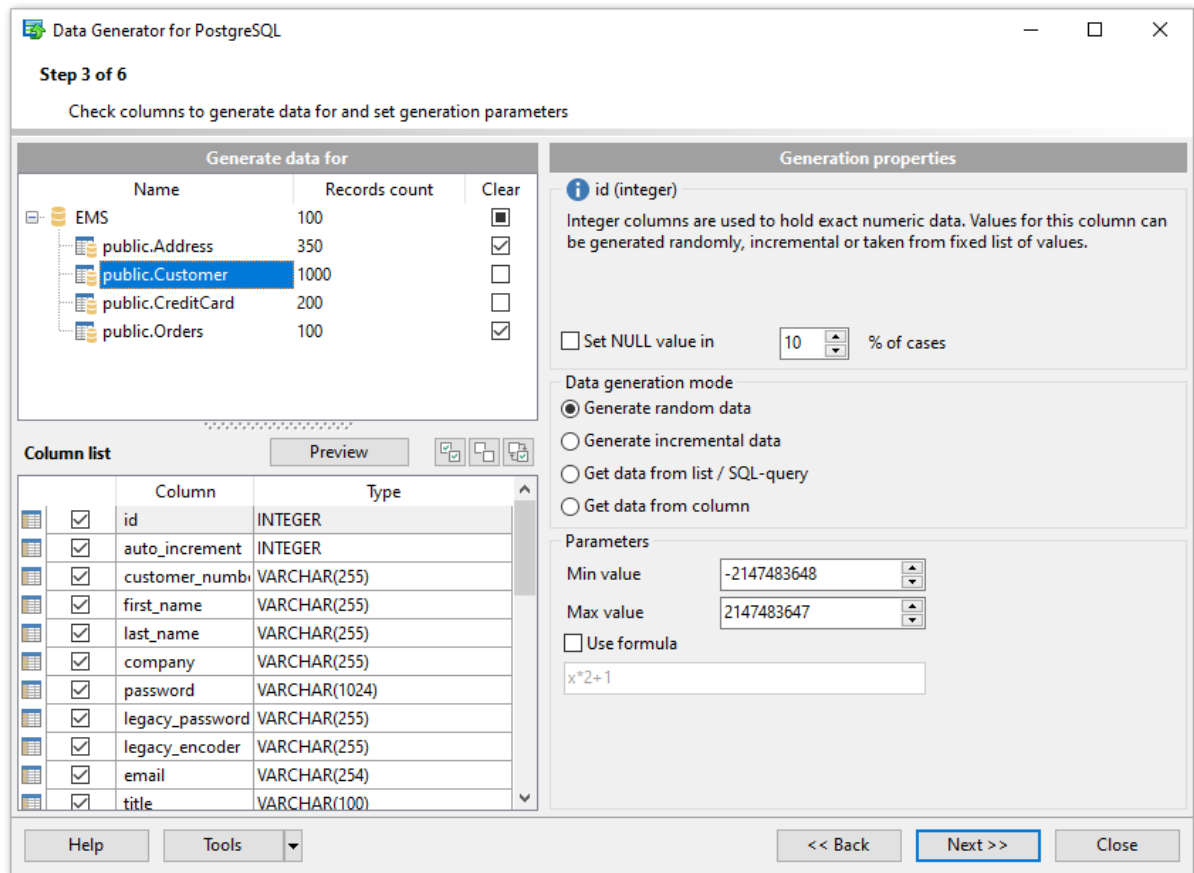 Data Generator for PostgreSQL
Step 3 of 6
Check columns to generate data for and set generation parameters
Generate data for
Name Records count Clear
EMS 100
public.Address 350
public.Customer 1000
public.CreditCard 200
public.Orders 100
Column list Preview
Column Type
id INTEGER
auto_increment INTEGER
customer_numb VARCHAR(255)
first_name VARCHAR(255)
last_name VARCHAR(255)
company VARCHAR(255)
password VARCHAR(1024)
legacy_password VARCHAR(255)
legacy_encoder VARCHAR(255)
email VARCHAR(254)
title VARCHAR(100)
Generation properties
id (integer)
Integer columns are used to hold exact numeric data. Values for this column can
be generated randomly, incremental or taken from fixed list of values.
Set NULL value in 10 % of cases
Data generation mode
Generate random data
Generate incremental data
Get data from list / SQL-query
Get data from column
Parameters
Min value -2147483648
Max value 2147483647
Use formula
x*2+1
Help Tools << Back Next >> Close